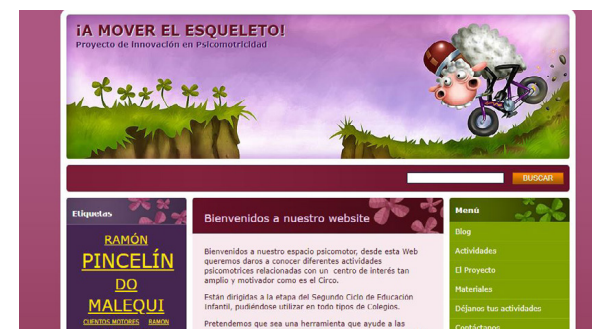 ¡A MOVER EL ESQUELETO!
Proyecto de Innovación en Psicomotricidad
BUSCAR
Etiquetas
RAMÓN
PINCELÍN
DO
MALEQUI
CUENTOS MOTORES RAMON
Bienvenidos a nuestro website
Bienvenidos a nuestro espacio psicomotor, desde esta Web
queremos daros a conocer diferentes actividades
psicomotrices relacionadas con un centro de interés tan
amplio y motivador como es el Circo.
Están dirigidas a la etapa del Segundo Ciclo de Educación
Infantil, pudiéndose utilizar en todo tipos de Colegios.
Pretendemos que sea una herramienta que ayude a las
Menú
Blog
Actividades
El Proyecto
Materiales
Déjanos tus actividades
Contáctanos